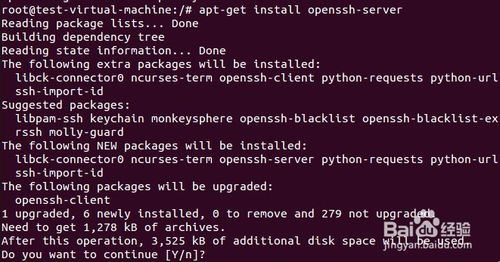 root@test-virtual-machine:/# apt-get install openssh-server
Reading package lists... Done
Building dependency tree
Reading state information... Done
The following extra packages will be installed:
  libck-connector0 ncurses-term openssh-client python-requests python-url
  ssh-import-id
Suggested packages:
  libpam-ssh keychain monkeysphere openssh-blacklist openssh-blacklist-ex
  rssh molly-guard
The following NEW packages will be installed:
  libck-connector0 ncurses-term openssh-server python-requests python-url
  ssh-import-id
The following packages will be upgraded:
  openssh-client
1 upgraded, 6 newly installed, 0 to remove and 279 not upgraded.
Need to get 1,278 kB of archives.
After this operation, 3,525 kB of additional disk space will be used.
Do you want to continue [Y/n]?
Baidu 经验
jingyan.baidu.com